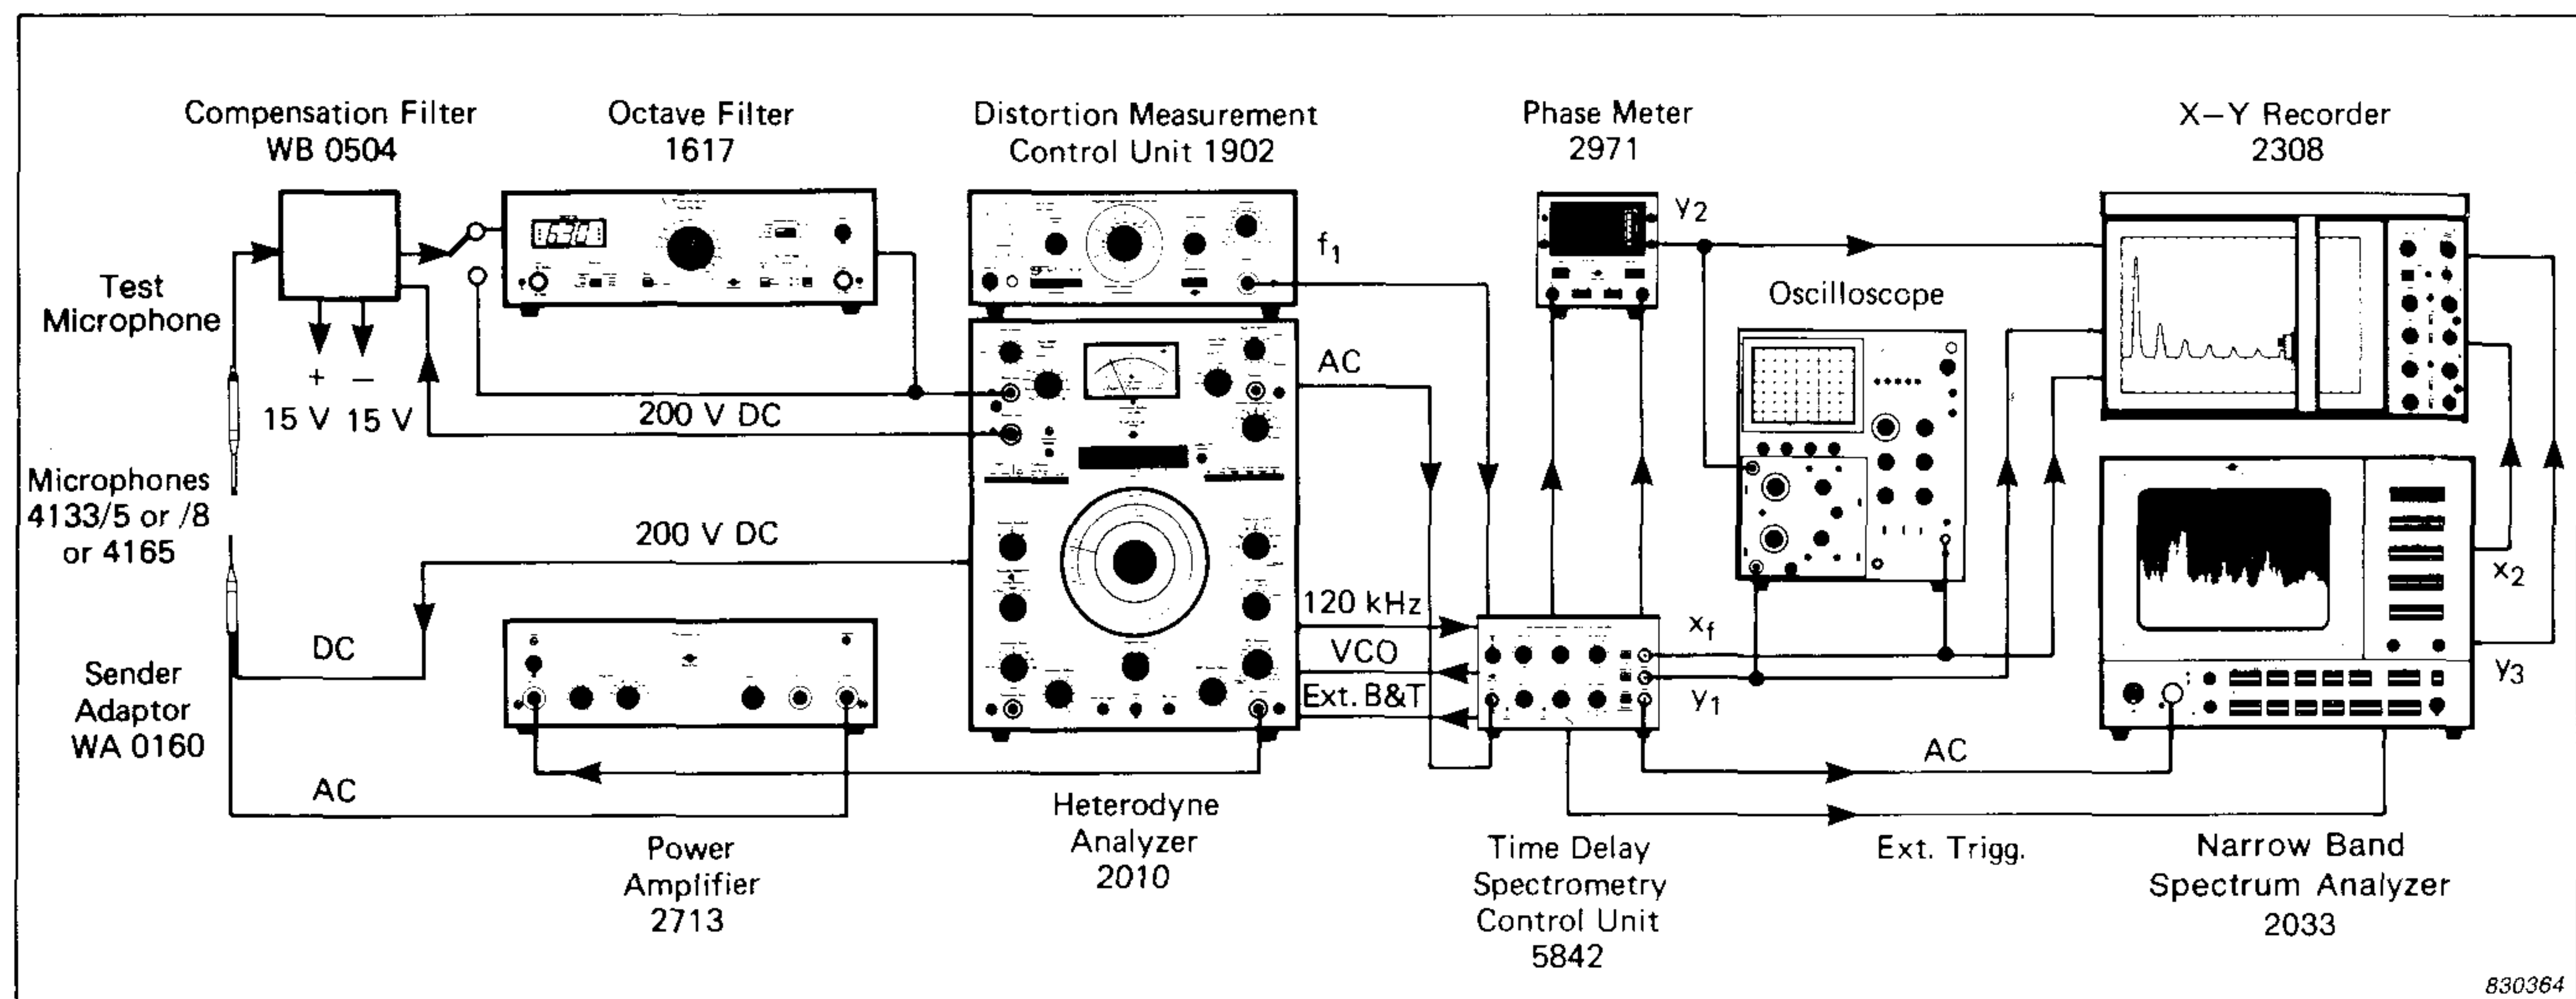 Compensation Filter
WB 0504
Octave Filter
1617
Distortion Measurement
Control Unit 1902
Phase Meter
2971
X–Y Recorder
2308
Test
Microphone
+ –
15 V 15 V
200 V DC
f1
AC
y2
Oscilloscope
Microphones
4133/5 or /8
or 4165
200 V DC
DC
Sender
Adaptor
WA 0160
AC
120 kHz
VCO
Ext. B&T
xf
y1
x2
y3
AC
Ext. Trigg.
Power
Amplifier
2713
Heterodyne
Analyzer
2010
Time Delay
Spectrometry
Control Unit
5842
Narrow Band
Spectrum Analyzer
2033
830364